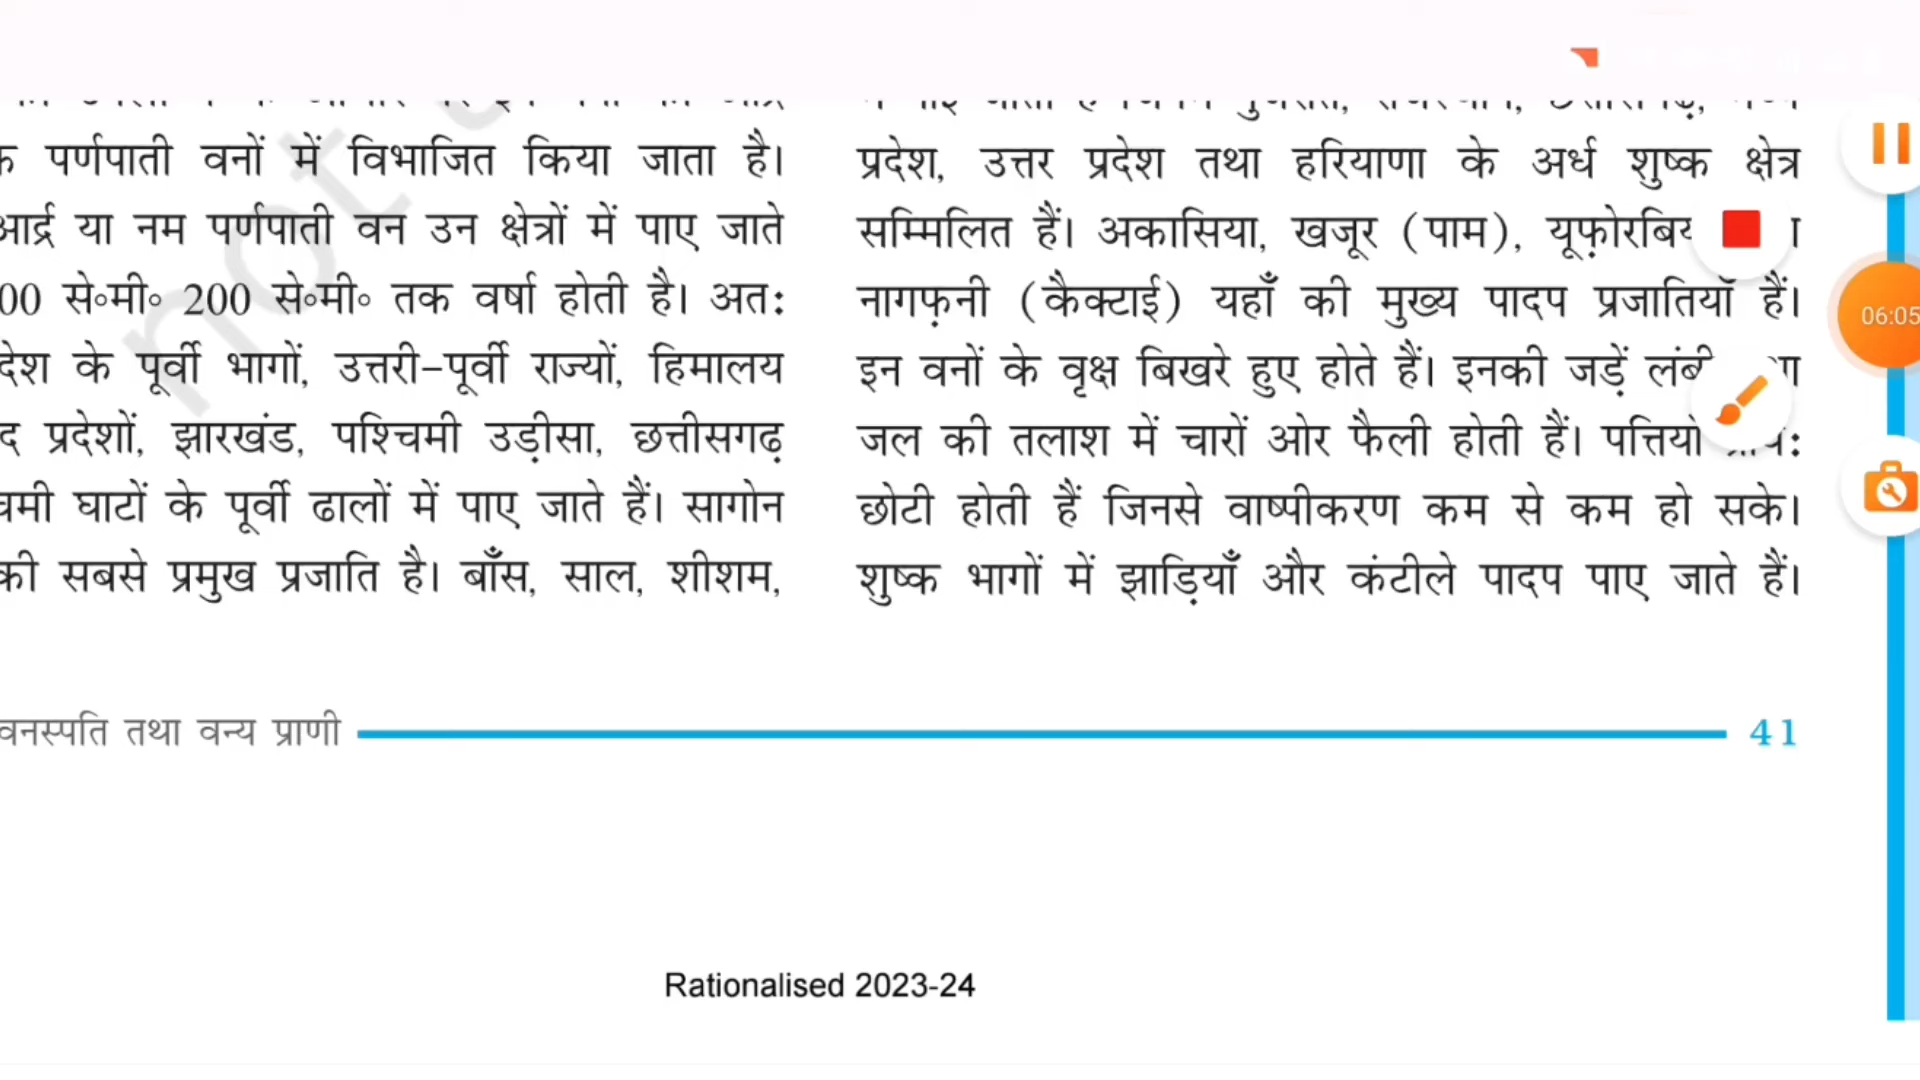 पर्णपाती वनों में विभाजित किया जाता है।
आर्द्र या नम पर्णपाती वन उन क्षेत्रों में पाए जाते
00 से॰मी॰ 200 से॰मी॰ तक वर्षा होती है। अतः
देश के पूर्वी भागों, उत्तरी-पूर्वी राज्यों, हिमालय
द प्रदेशों, झारखंड, पश्चिमी उड़ीसा, छत्तीसगढ़
घाटों के पूर्वी ढालों में पाए जाते हैं। सागोन
की सबसे प्रमुख प्रजाति है। बाँस, साल, शीशम,
प्रदेश, उत्तर प्रदेश तथा हरियाणा के अर्ध शुष्क क्षेत्र
सम्मिलित हैं। अकासिया, खजूर (पाम),
नागफ़नी (कैक्टाई) यहाँ की मुख्य पादप प्रजातियाँ हैं।
इन वनों के वृक्ष बिखरे हुए होते हैं। इनकी जड़ें
जल की तलाश में चारों ओर फैली होती हैं।
छोटी होती हैं जिनसे वाष्पीकरण कम से कम हो सके।
शुष्क भागों में झाड़ियाँ और कंटीले पादप पाए जाते हैं।
वनस्पति तथा वन्य प्राणी 41
Rationalised 2023-24
not
06:05